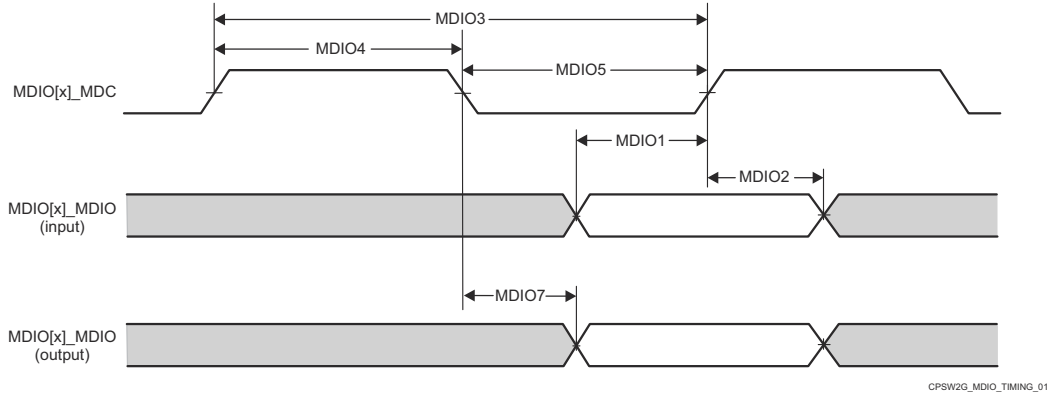 MDIO3
MDIO4
MDIO5
MDIO[x]_MDC
MDIO1
MDIO2
MDIO[x]_MDIO
(input)
MDIO7
MDIO[x]_MDIO
(output)
CPSW2G_MDIO_TIMING_01